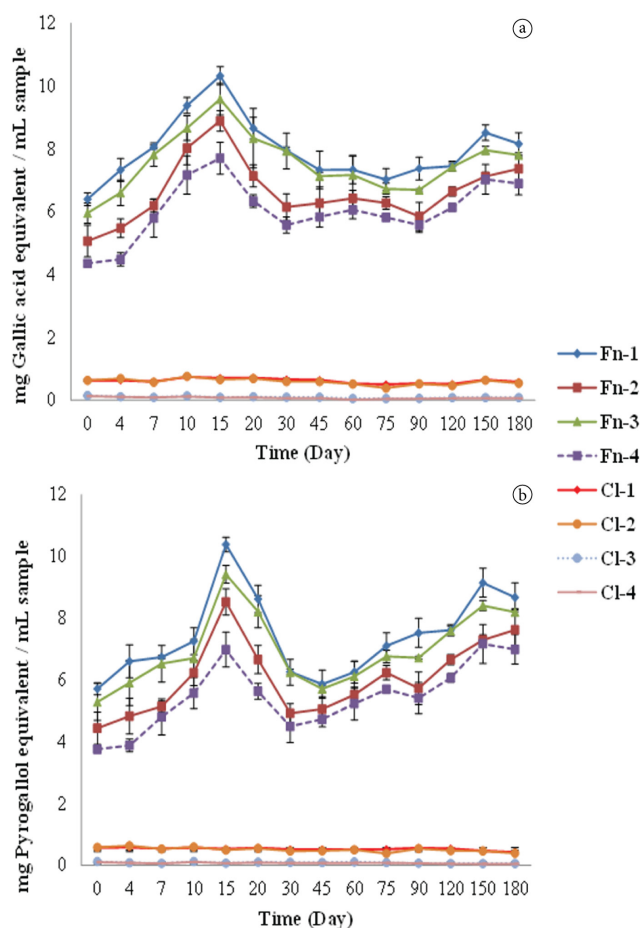 12
10
8
6
4
2
0
mg Gallic acid equivalent / mL sample
a
0 4 7 10 15 20 30 45 60 75 90 120 150 180
Time (Day)
12
10
8
6
4
2
0
mg Pyrogallol equivalent / mL sample
b
0 4 7 10 15 20 30 45 60 75 90 120 150 180
Time (Day)
Fn-1
Fn-2
Fn-3
Fn-4
Cl-1
Cl-2
Cl-3
Cl-4